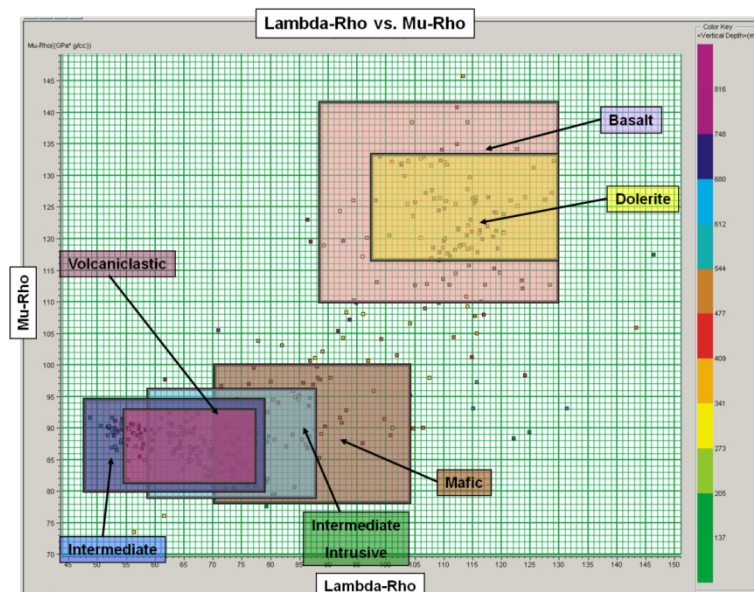 Lambda-Rho vs. Mu-Rho
Color Key
<Vertical Depth>(m
Mu-Rho((GPa* g/cc)
145
140
135
130
125
120
115
110
105
100
95
90
85
80
75
70
Mu-Rho
Basalt
Dolerite
Volcaniclastic
Mafic
Intermediate
Intermediate
Intrusive
45 50 55 60 65 70 75 80 85 90 95 100 105 110 115 120 125 130 135 140 145 151
Lambda-Rho
816
748
680
612
544
477
409
341
273
205
137